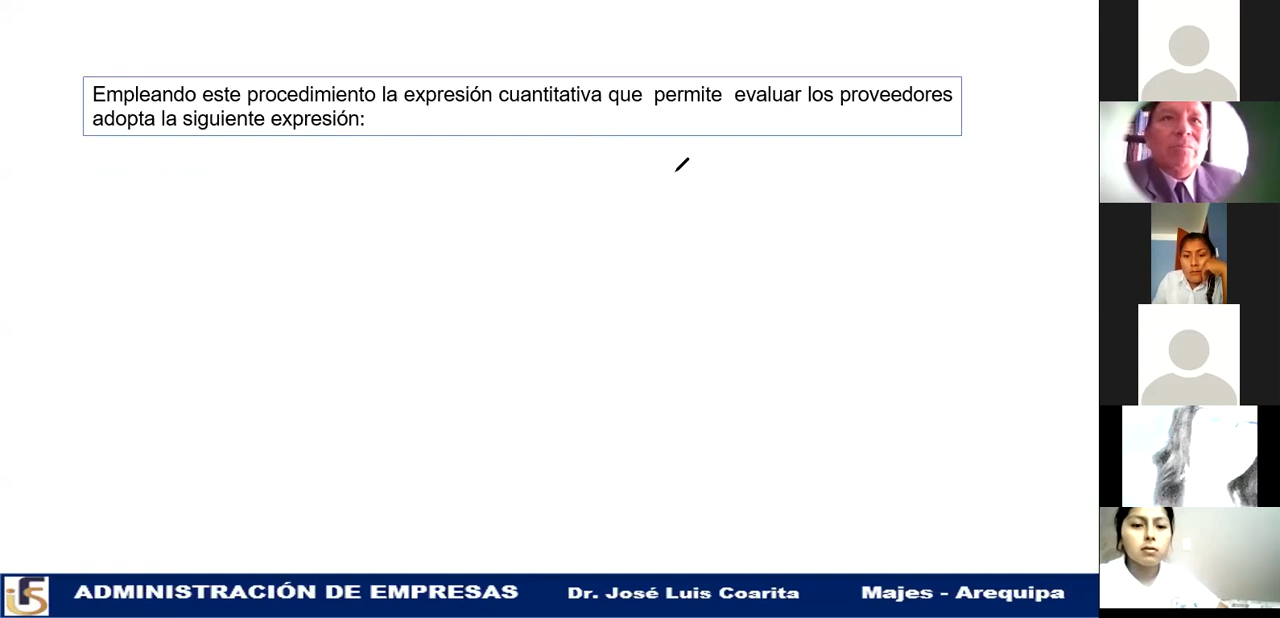 Empleando este procedimiento la expresión cuantitativa que permite evaluar los proveedores
adopta la siguiente expresión:
ADMINISTRACIÓN DE EMPRESAS Dr. José Luis Coarita Majes - Arequipa